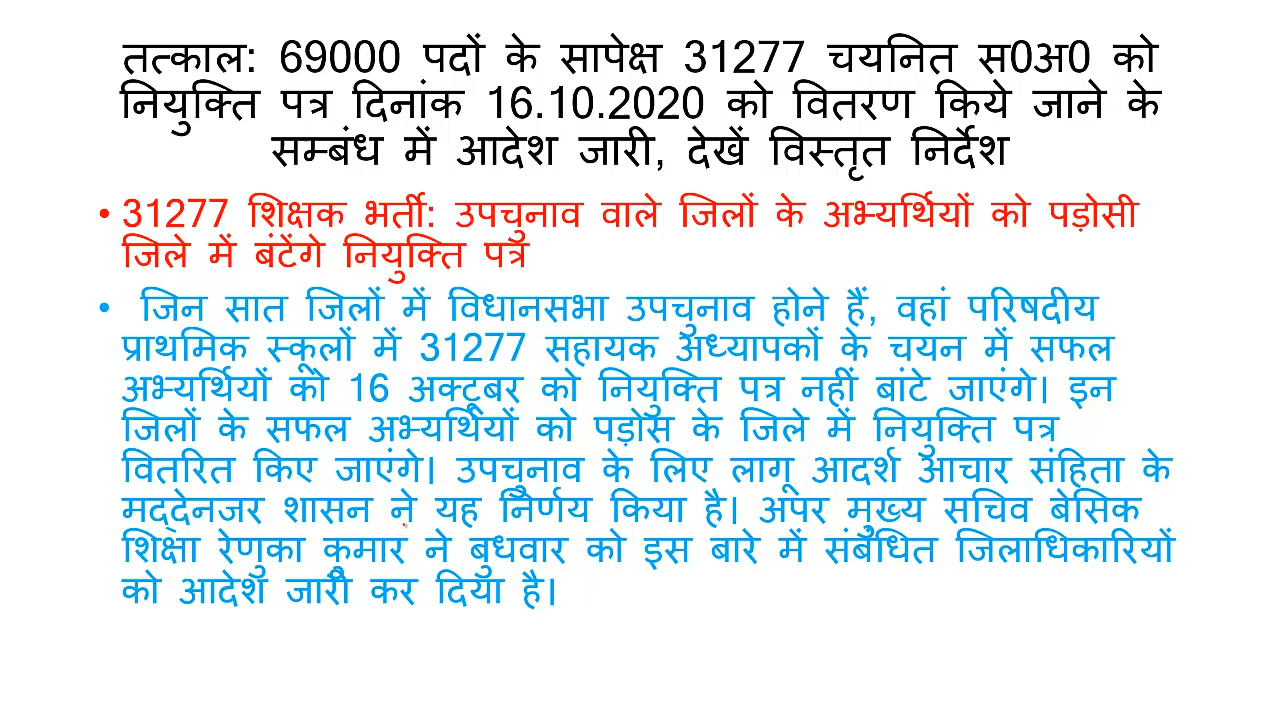 तत्काल: 69000 पदों के सापेक्ष 31277 चयनित स0अ0 को
नियुक्ति पत्र दिनांक 16.10.2020 को वितरण किये जाने के
सम्बंध में आदेश जारी, देखें विस्तृत निर्देश
• 31277 शिक्षक भर्ती: उपचुनाव वाले जिलों के अभ्यर्थियों को पड़ोसी
जिले में बंटेंगे नियुक्ति पत्र
• जिन सात जिलों में विधानसभा उपचुनाव होने हैं, वहां परिषदीय
प्राथमिक स्कूलों में 31277 सहायक अध्यापकों के चयन में सफल
अभ्यर्थियों को 16 अक्टूबर को नियुक्ति पत्र नहीं बांटे जाएंगे। इन
जिलों के सफल अभ्यर्थियों को पड़ोस के जिले में नियुक्ति पत्र
वितरित किए जाएंगे। उपचुनाव के लिए लागू आदर्श आचार संहिता के
मद्देनजर शासन ने यह निर्णय किया है। अपर मुख्य सचिव बेसिक
शिक्षा रेणुका कुमार ने बुधवार को इस बारे में संबंधित जिलाधिकारियों
को आदेश जारी कर दिया है।